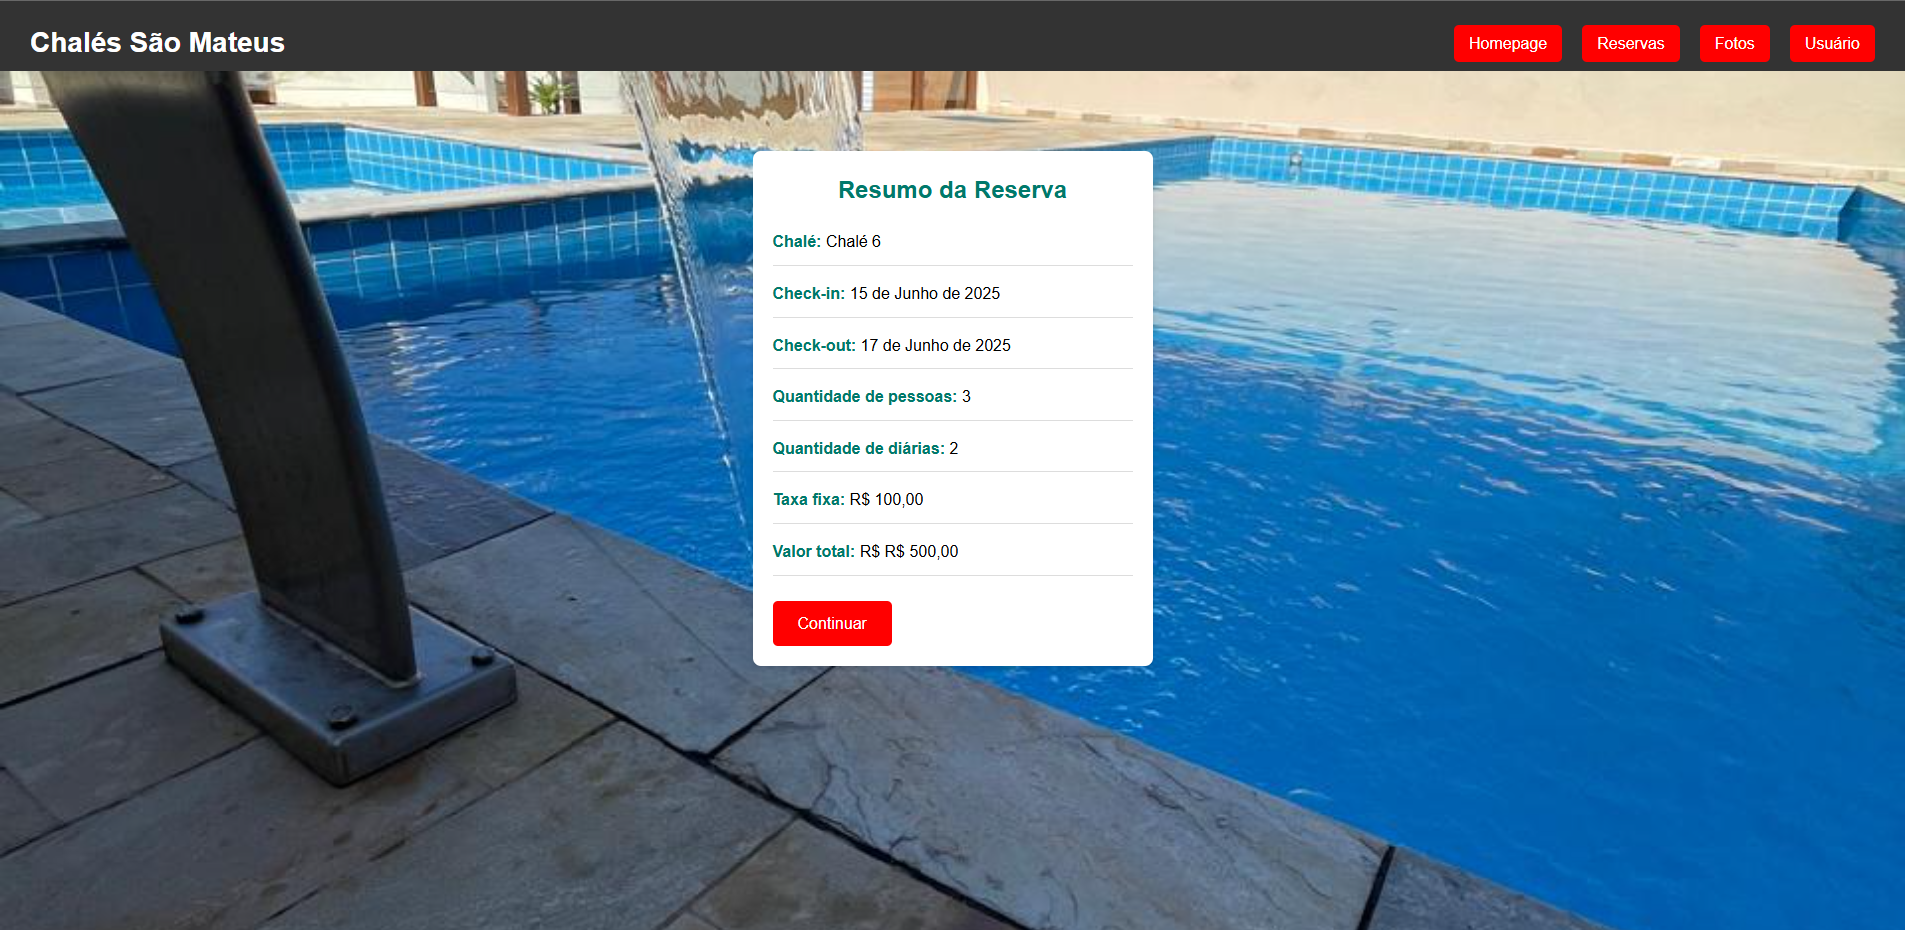 Chalés São Mateus
Homepage Reservas Fotos Usuário
Resumo da Reserva
Chalé: Chalé 6
Check-in: 15 de Junho de 2025
Check-out: 17 de Junho de 2025
Quantidade de pessoas: 3
Quantidade de diárias: 2
Taxa fixa: R$ 100,00
Valor total: R$ R$ 500,00
Continuar